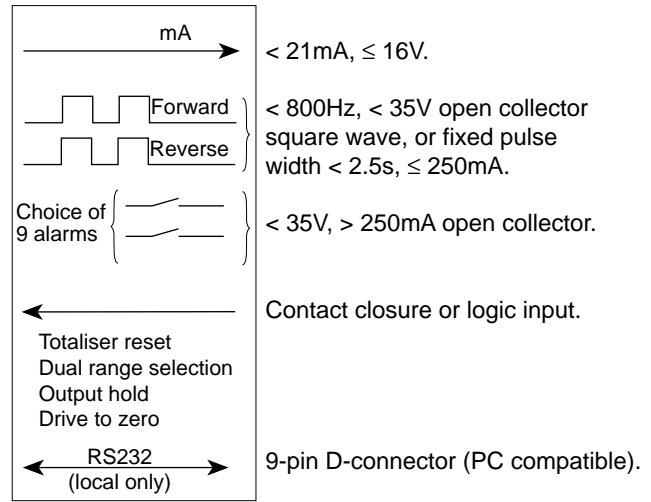 mA
< 21mA, ≤ 16V.
Forward
Reverse
< 800Hz, < 35V open collector
square wave, or fixed pulse
width < 2.5s, ≤ 250mA.
Choice of
9 alarms
< 35V, > 250mA open collector.
Contact closure or logic input.
Totaliser reset
Dual range selection
Output hold
Drive to zero
RS232
(local only)
9-pin D-connector (PC compatible).